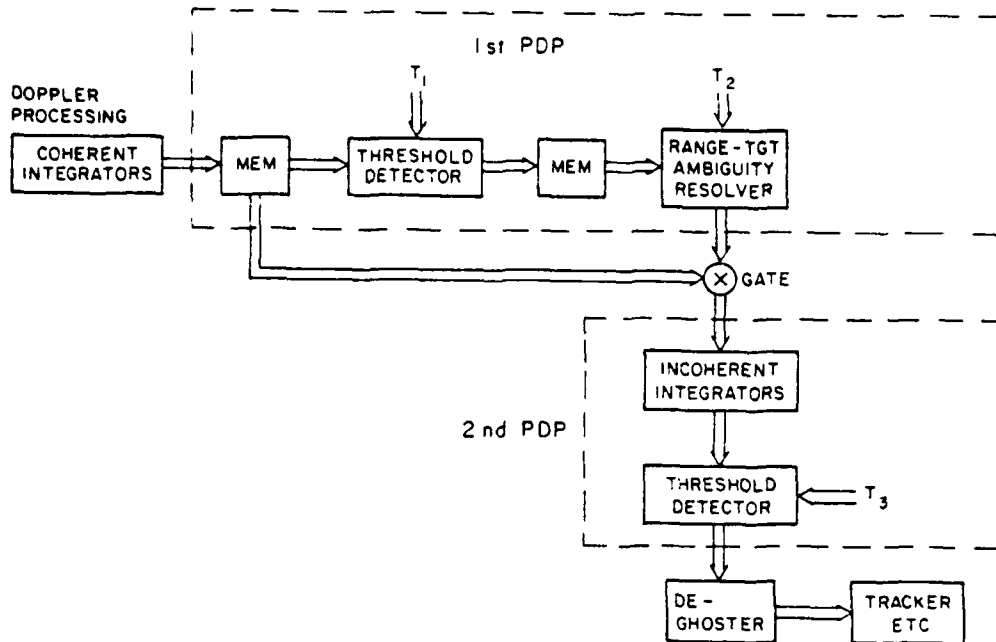 1st PDP
T1
T2
DOPPLER
PROCESSING
COHERENT
INTEGRATORS
MEM
THRESHOLD
DETECTOR
MEM
RANGE-TGT
AMBIGUITY
RESOLVER
X
GATE
INCOHERENT
INTEGRATORS
2nd PDP
THRESHOLD
DETECTOR
T3
DE-
GHOSTER
TRACKER
ETC